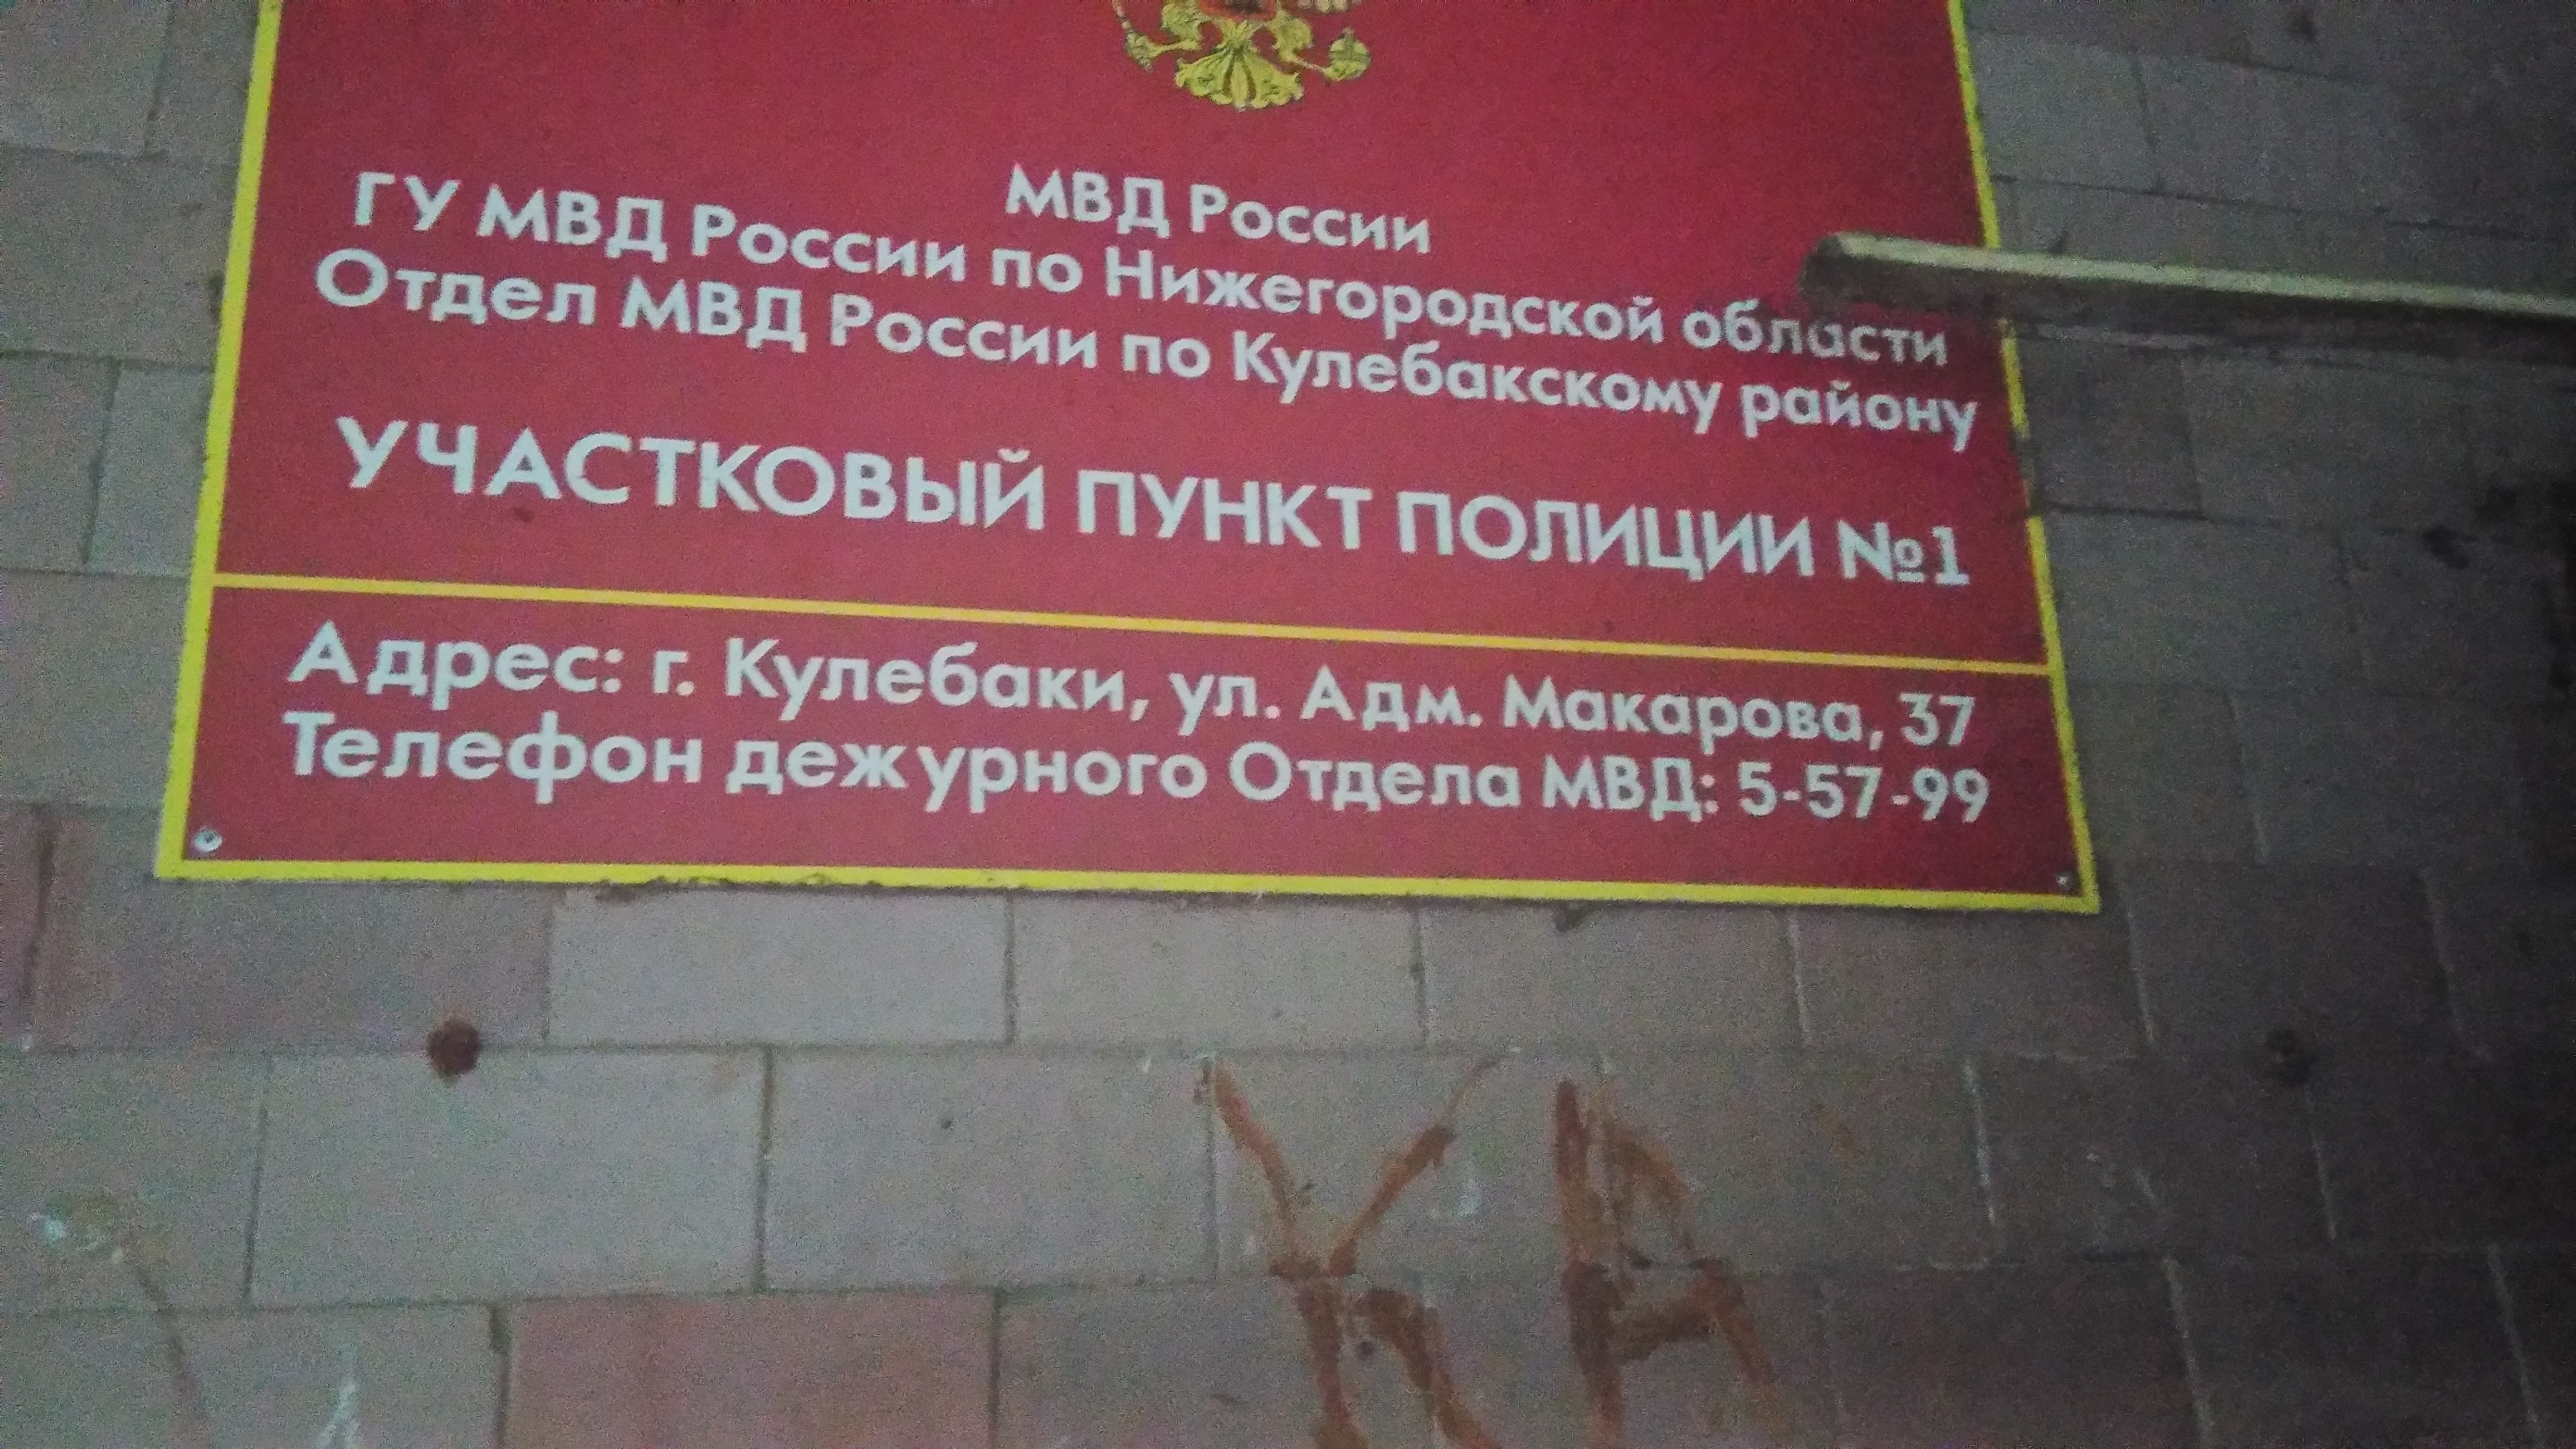 МВД России
ГУ МВД России по Нижегородской области
Отдел МВД России по Кулебакскому району
УЧАСТКОВЫЙ ПУНКТ ПОЛИЦИИ №1
Адрес: г. Кулебаки, ул. Адм. Макарова, 37
Телефон дежурного Отдела МВД: 5-57-99